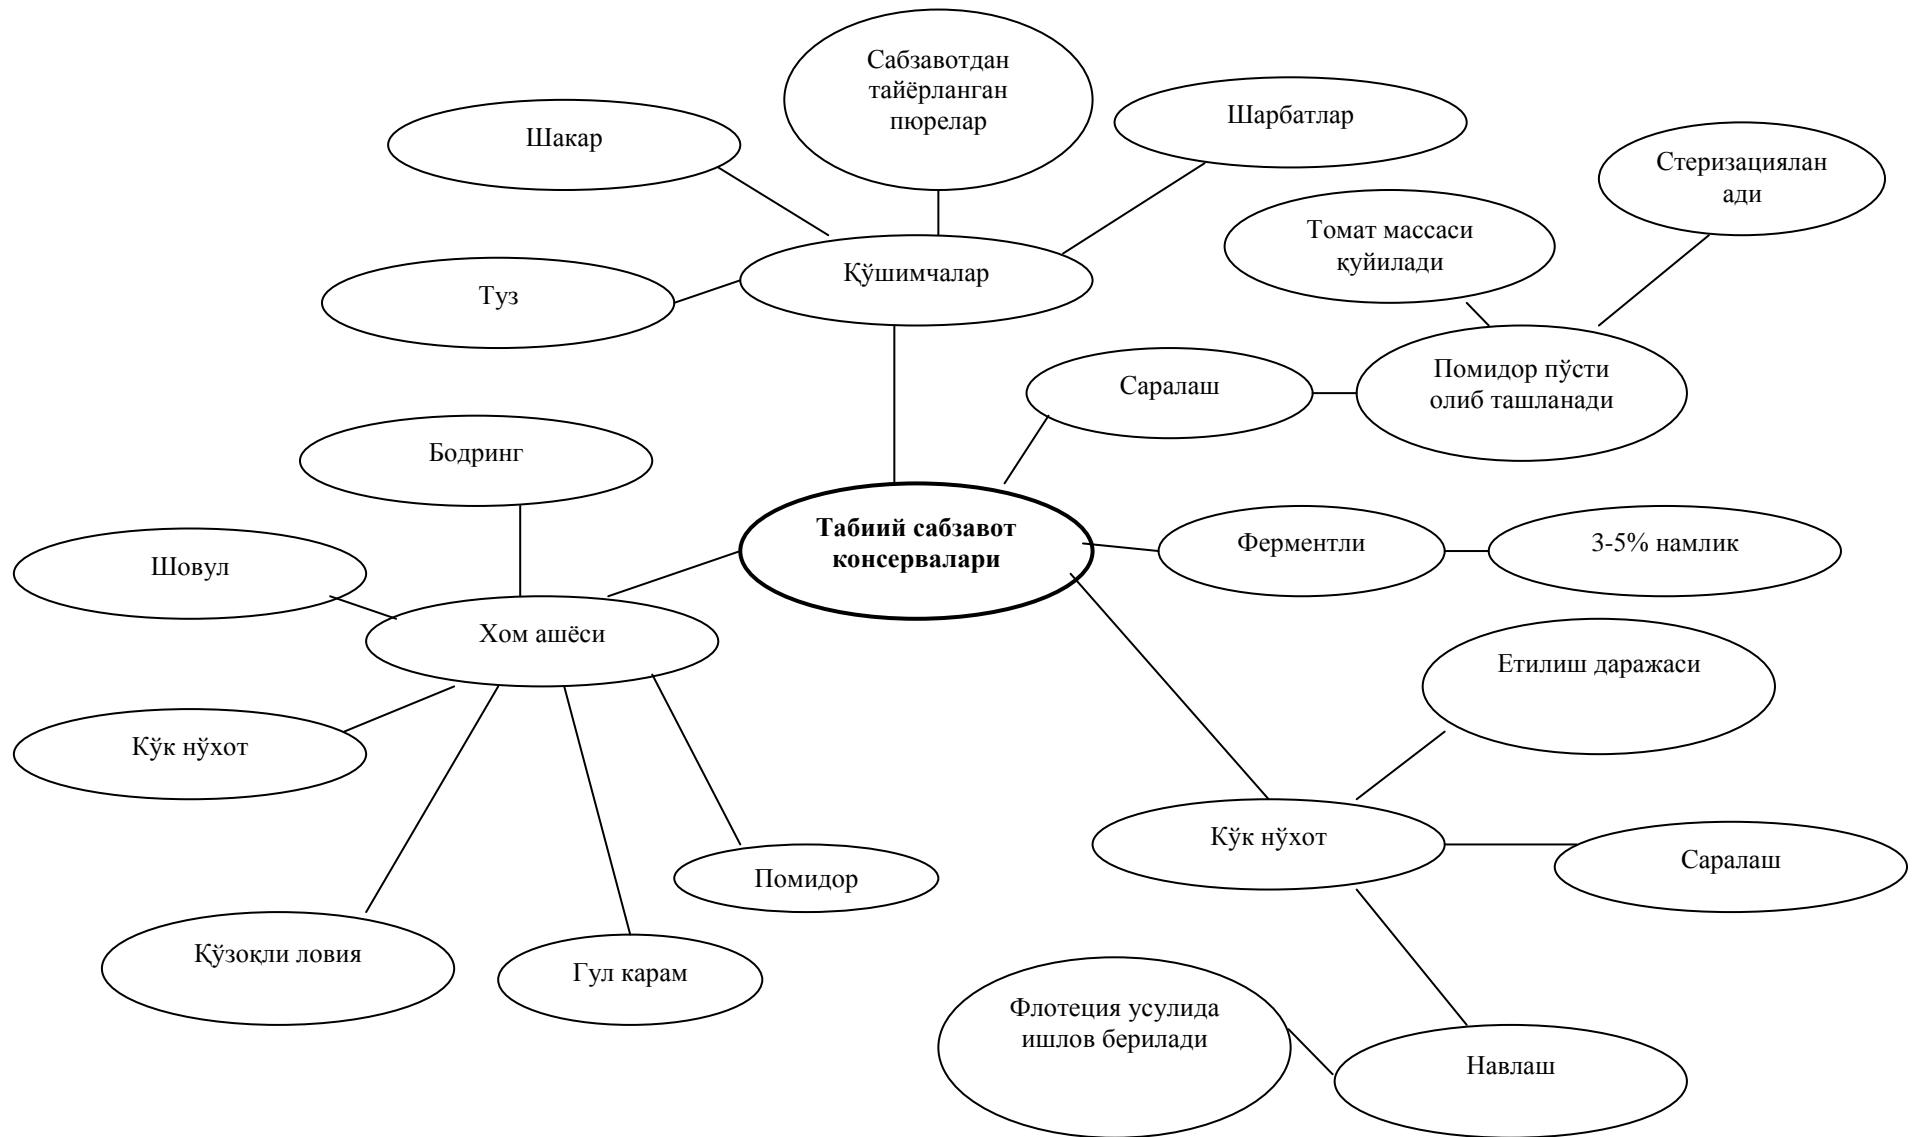 Сабзавотдан
тайёрланган
пюрелар
Шакар
Шарбатлар
Стеризациялан
ади
Томат массаси
қуйилади
Қўшимчалар
Туз
Саралаш
Помидор пўсти
олиб ташланади
Бодринг
Табиий сабзавот
консервалари
Ферментли
3-5% намлик
Шовул
Хом ашёси
Етилиш даражаси
Кўк нўхот
Кўк нўхот
Саралаш
Помидор
Қўзоқли ловия
Гул карам
Флотеция усулида
ишлов берилади
Навлаш